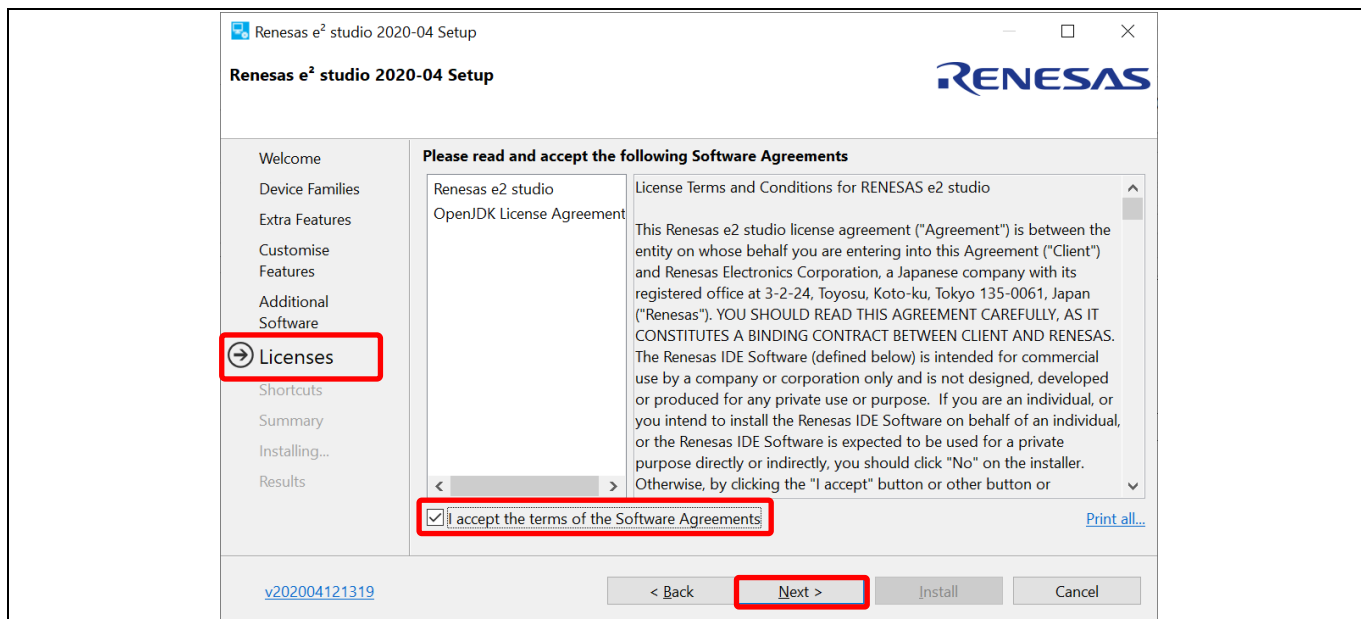 Renesas e² studio 2020-04 Setup
Renesas e² studio 2020-04 Setup
RENESAS
Welcome
Device Families
Extra Features
Customise
Features
Additional
Software
Licenses
Shortcuts
Summary
Installing...
Results
Please read and accept the following Software Agreements
Renesas e2 studio
OpenJDK License Agreement
License Terms and Conditions for RENESAS e2 studio
This Renesas e2 studio license agreement ("Agreement") is between the
entity on whose behalf you are entering into this Agreement ("Client")
and Renesas Electronics Corporation, a Japanese company with its
registered office at 3-2-24, Toyosu, Koto-ku, Tokyo 135-0061, Japan
("Renesas"). YOU SHOULD READ THIS AGREEMENT CAREFULLY, AS IT
CONSTITUTES A BINDING CONTRACT BETWEEN CLIENT AND RENESAS.
The Renesas IDE Software (defined below) is intended for commercial
use by a company or corporation only and is not designed, developed
or produced for any private use or purpose.  If you are an individual, or
you intend to install the Renesas IDE Software on behalf of an individual,
or the Renesas IDE Software is expected to be used for a private
purpose directly or indirectly, you should click "No" on the installer.
Otherwise, by clicking the "I accept" button or other button or
I accept the terms of the Software Agreements
Print all...
v202004121319
< Back
Next >
Install
Cancel